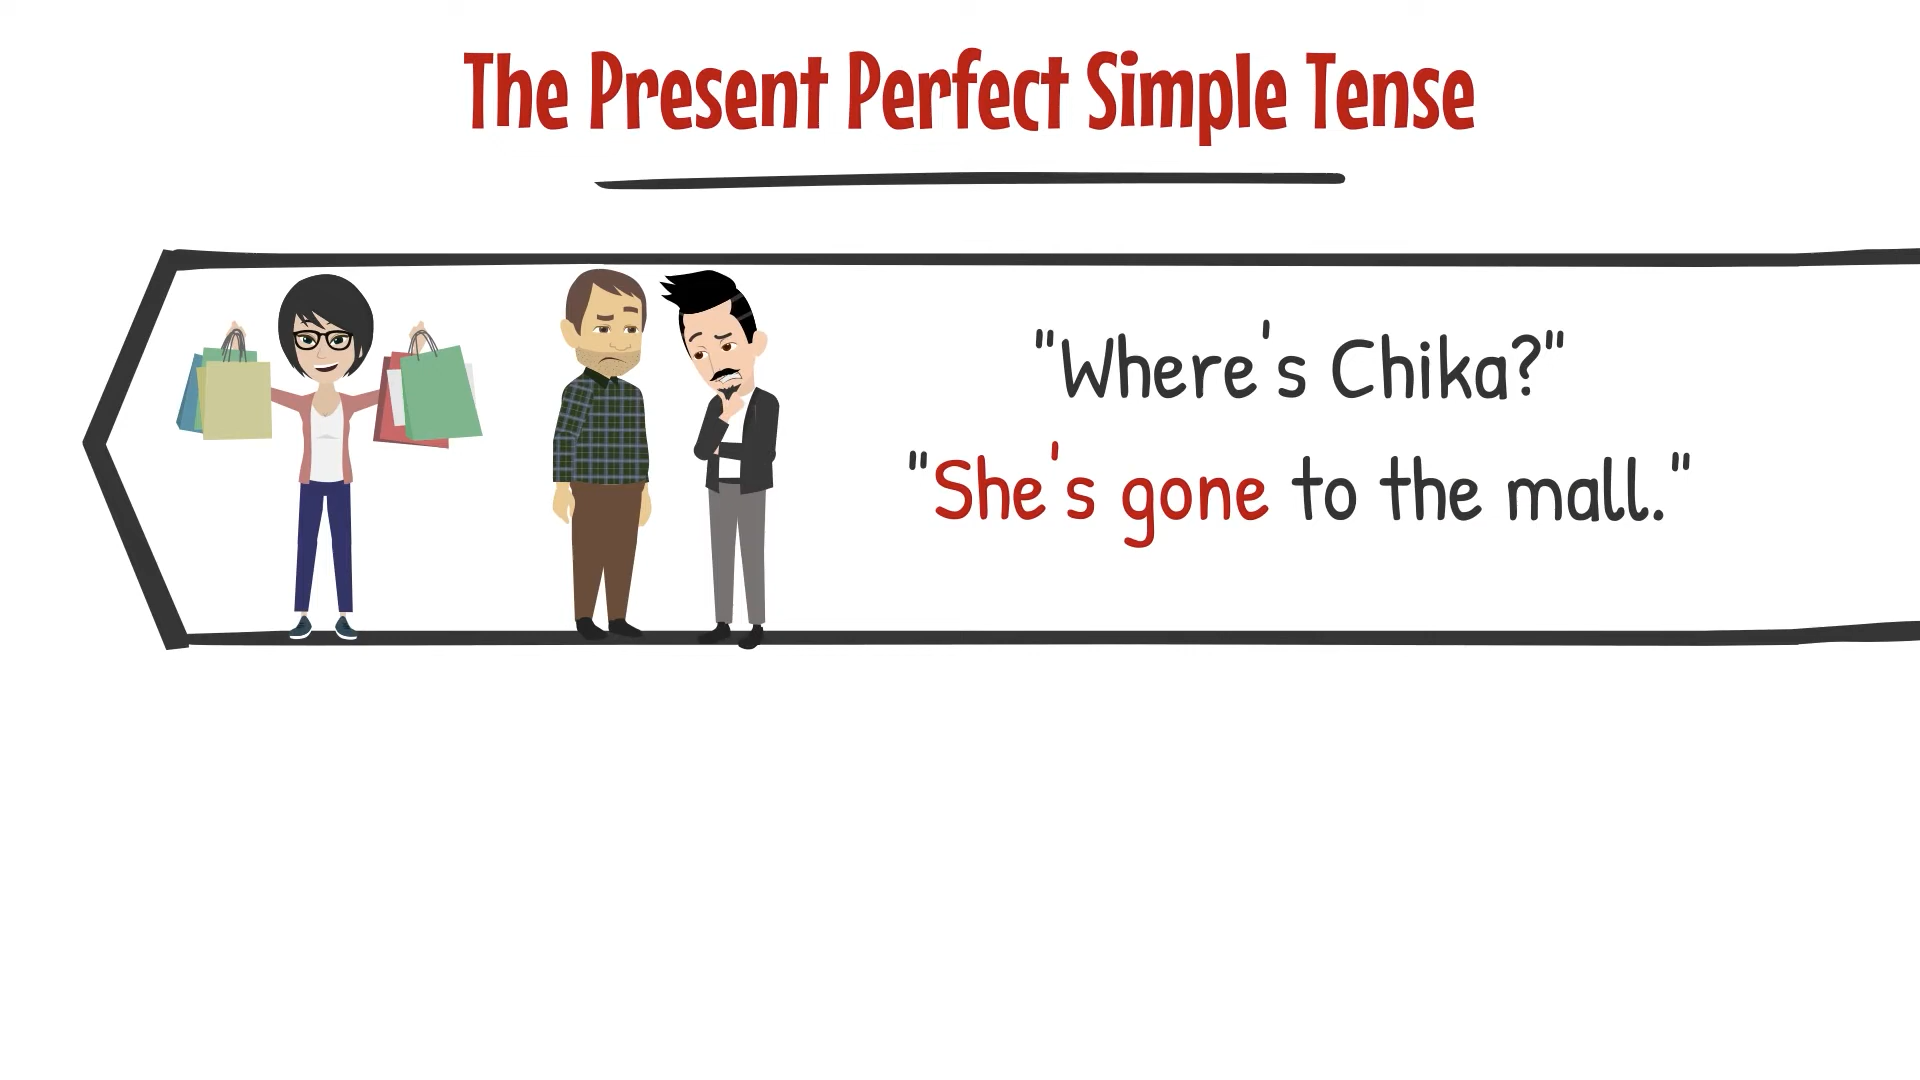 The Present Perfect Simple Tense
"Where's Chika?"
"She's gone to the mall."